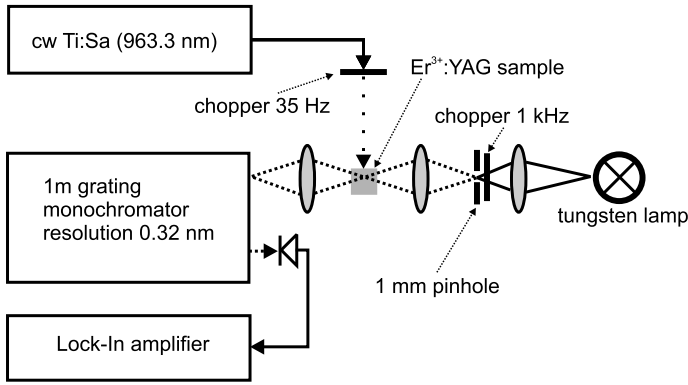 cw Ti:Sa (963.3 nm)
Er³⁺:YAG sample
chopper 35 Hz
chopper 1 kHz
1m grating
monochromator
resolution 0.32 nm
tungsten lamp
1 mm pinhole
Lock-In amplifier